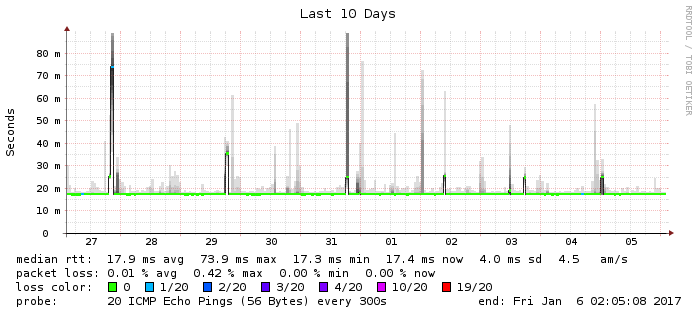 Last 10 Days
RRDTOOL / TOBI OETIKER
Seconds
80 m
70 m
60 m
50 m
40 m
30 m
20 m
10 m
0
27 28 29 30 31 01 02 03 04 05
median rtt: 17.9 ms avg 73.9 ms max 17.3 ms min 17.4 ms now 4.0 ms sd 4.5 am/s
packet loss: 0.01 % avg 0.42 % max 0.00 % min 0.00 % now
loss color: 0 1/20 2/20 3/20 4/20 10/20 19/20
probe: 20 ICMP Echo Pings (56 Bytes) every 300s end: Fri Jan 6 02:05:08 2017